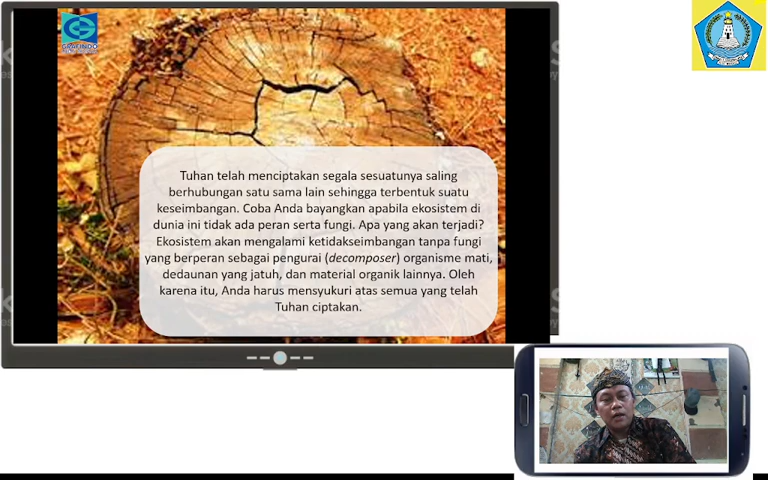 GRAFINDO
Tuhan telah menciptakan segala sesuatunya saling
berhubungan satu sama lain sehingga terbentuk suatu
keseimbangan. Coba Anda bayangkan apabila ekosistem di
dunia ini tidak ada peran serta fungi. Apa yang akan terjadi?
Ekosistem akan mengalami ketidakseimbangan tanpa fungi
yang berperan sebagai pengurai (decomposer) organisme mati,
dedaunan yang jatuh, dan material organik lainnya. Oleh
karena itu, Anda harus mensyukuri atas semua yang telah
Tuhan ciptakan.